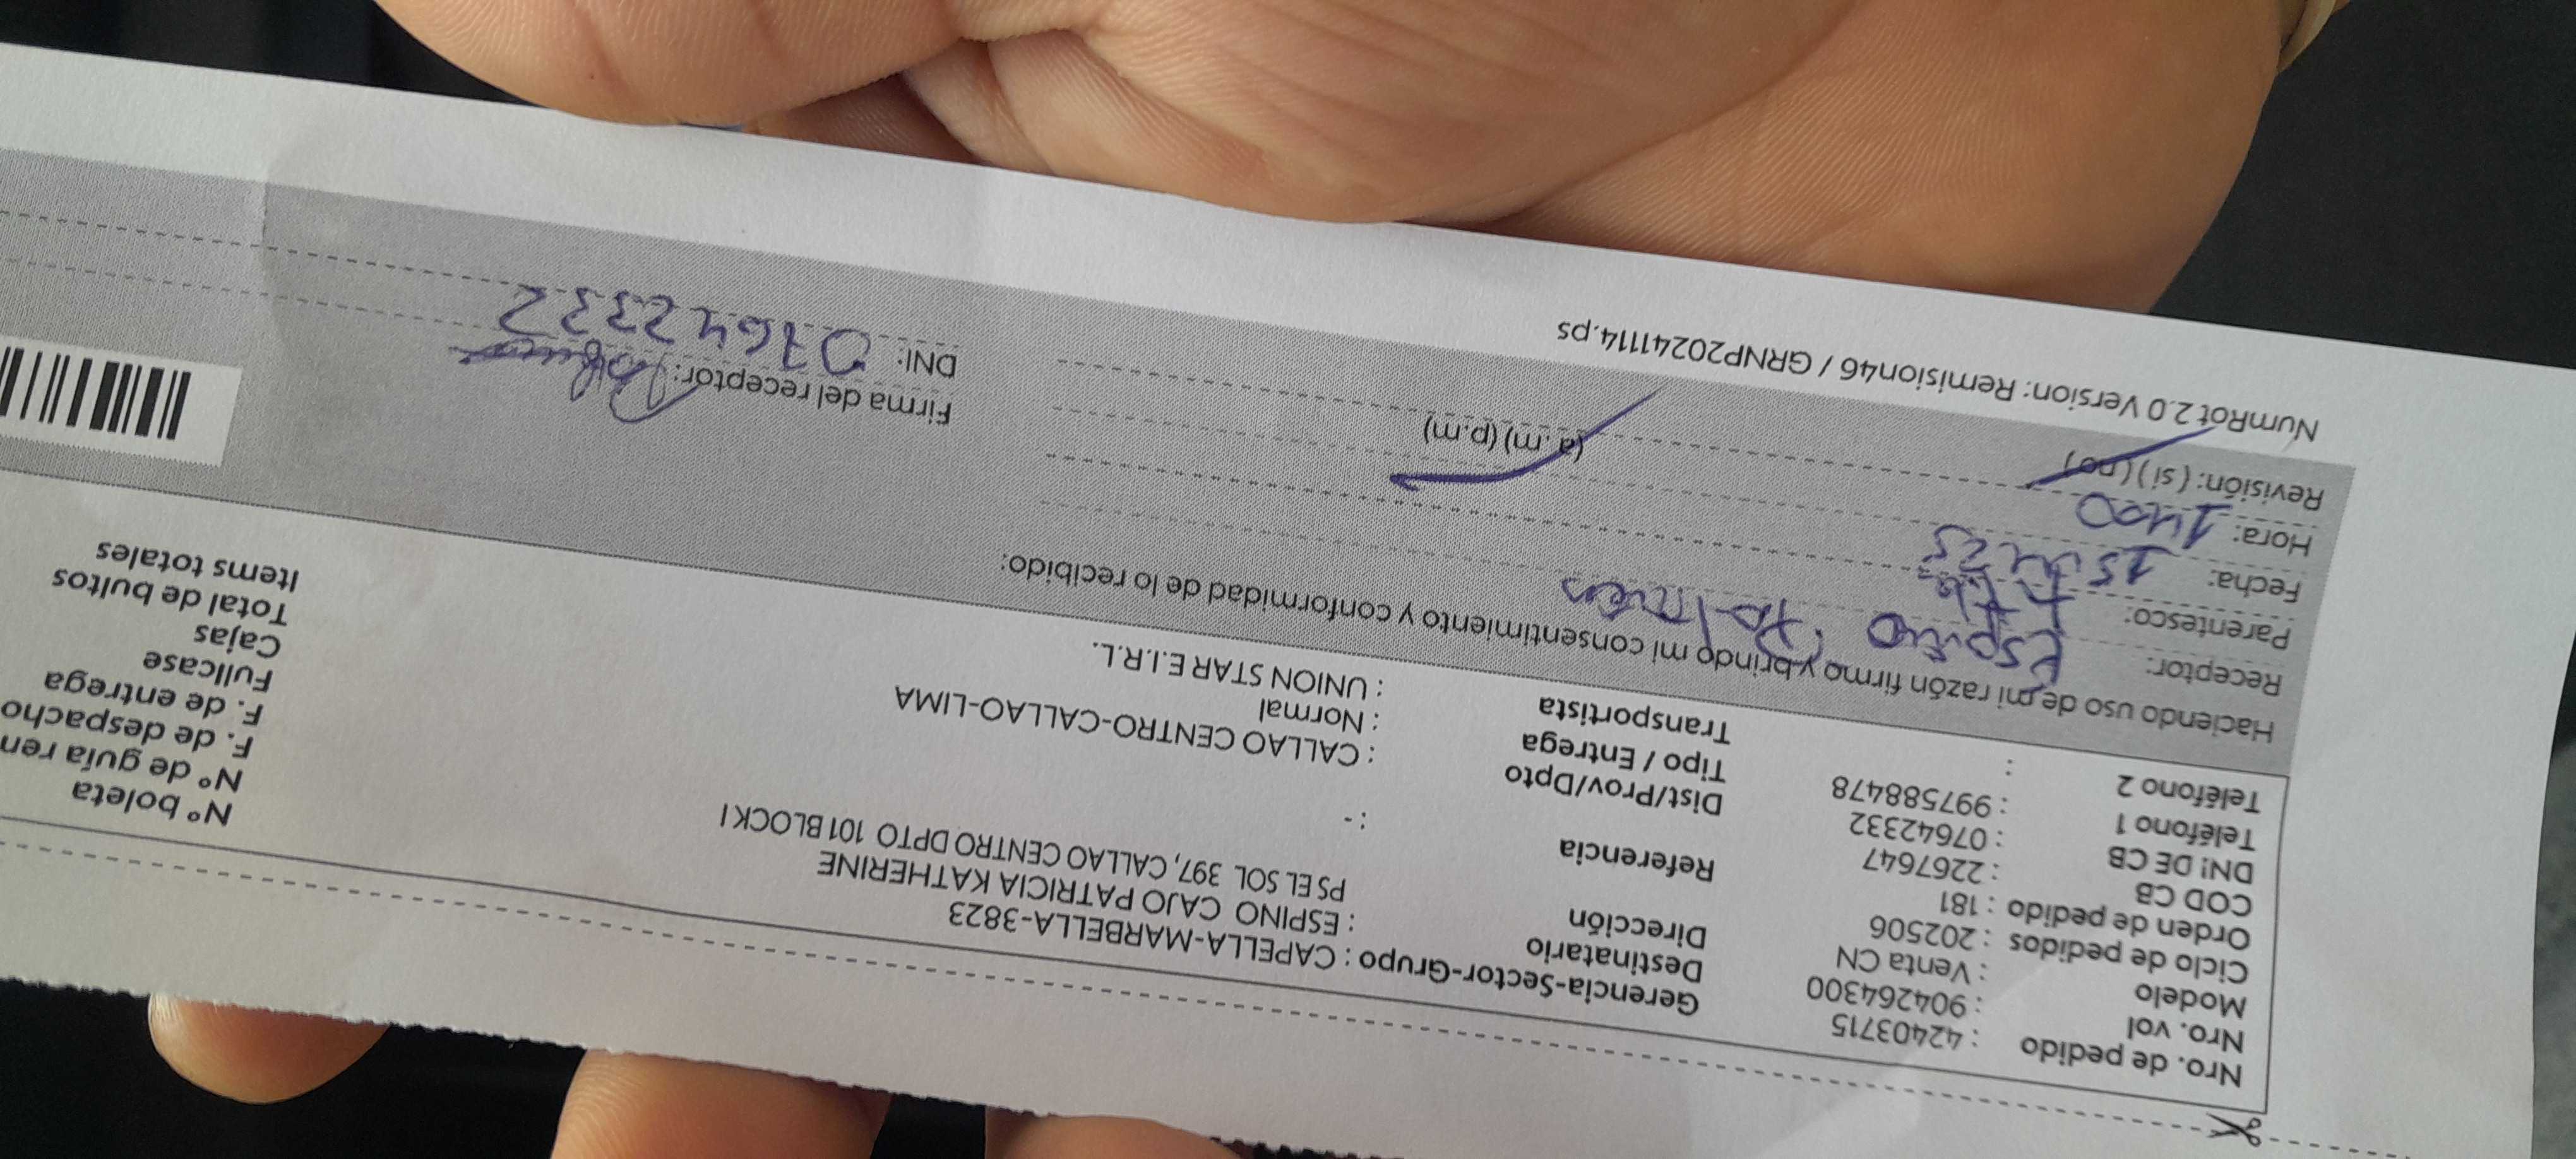 Nro. de pedido : 42403715
Nro. vol : 904264300
Modelo : Venta CN
Ciclo de pedidos : 202506
Orden de pedido : 181
COD CB : 2267647
DNI DE CB : 07642332
Teléfono 1 : 997588478
Teléfono 2 :
Gerencia-Sector-Grupo : CAPELLA-MARBELLA-3823
Destinatario : ESPINO CAJO PATRICIA KATHERINE
Dirección PS EL SOL 397, CALLAO CENTRO DPTO 101 BLOCK I
Referencia : -
Dist/Prov/Dpto : CALLAO CENTRO-CALLAO-LIMA
Tipo / Entrega : Normal
Transportista : UNION STAR E.I.R.L.
N° boleta
N° de guía ren
F. de despacho
F. de entrega
Fullcase
Cajas
Total de bultos
Items totales
Haciendo uso de mi razón firmo y brindo mi consentimiento y conformidad de lo recibido:
Receptor: Espino
Parentesco:
Fecha: 15
Hora: 1400 (a.m) (p.m)
Revisión: (si) (no)
Firma del receptor:
DNI: 07642332
NumRot 2.0 Version: Remision46 / GRNP20241114.ps